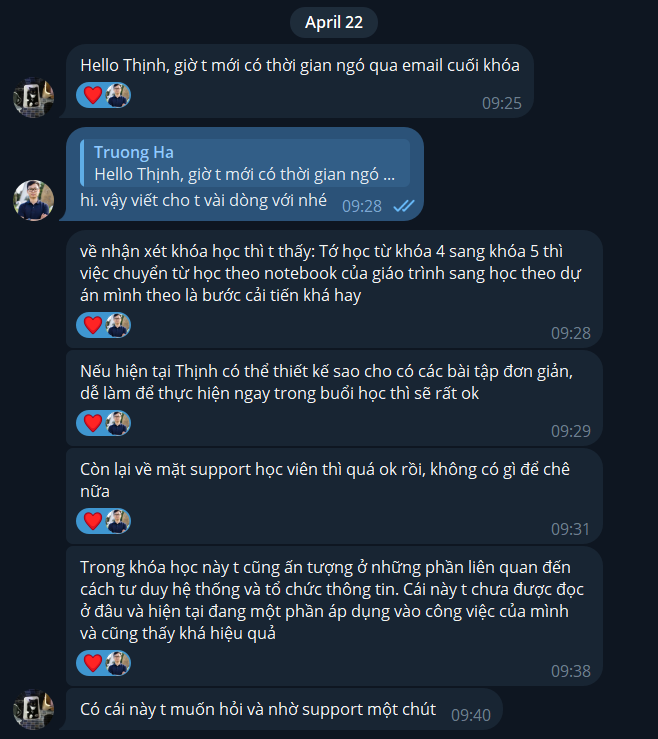 April 22
Hello Thịnh, giờ t mới có thời gian ngó qua email cuối khóa
09:25
Truong Ha
Hello Thịnh, giờ t mới có thời gian ngó ...
hi. vậy viết cho t vài dòng với nhé
09:28
về nhận xét khóa học thì t thấy: Tớ học từ khóa 4 sang khóa 5 thì
việc chuyển từ học theo notebook của giáo trình sang học theo dự
án mình theo là bước cải tiến khá hay
09:28
Nếu hiện tại Thịnh có thể thiết kế sao cho có các bài tập đơn giản,
dễ làm để thực hiện ngay trong buổi học thì sẽ rất ok
09:29
Còn lại về mặt support học viên thì quá ok rồi, không có gì để chê
nữa
09:31
Trong khóa học này t cũng ấn tượng ở những phần liên quan đến
cách tư duy hệ thống và tổ chức thông tin. Cái này t chưa được đọc
ở đâu và hiện tại đang một phần áp dụng vào công việc của mình
và cũng thấy khá hiệu quả
09:38
Có cái này t muốn hỏi và nhờ support một chút
09:40